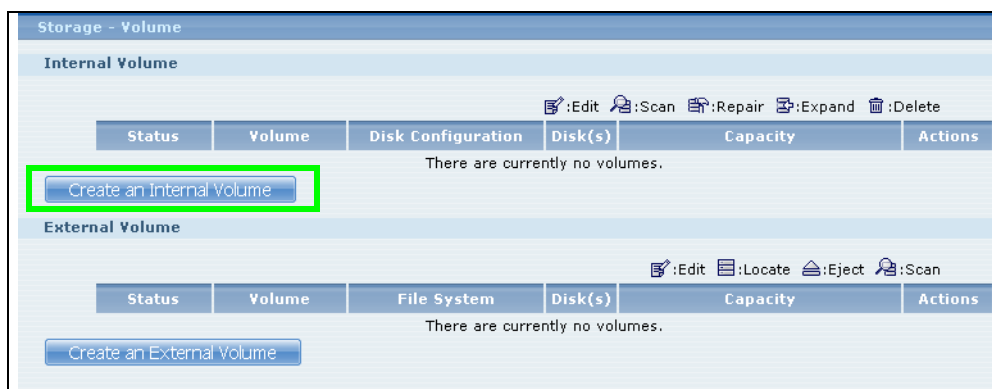 Storage - Volume
Internal Volume
:Edit :Scan :Repair :Expand :Delete
Status Volume Disk Configuration Disk(s) Capacity Actions
There are currently no volumes.
Create an Internal Volume
External Volume
:Edit :Locate :Eject :Scan
Status Volume File System Disk(s) Capacity Actions
There are currently no volumes.
Create an External Volume